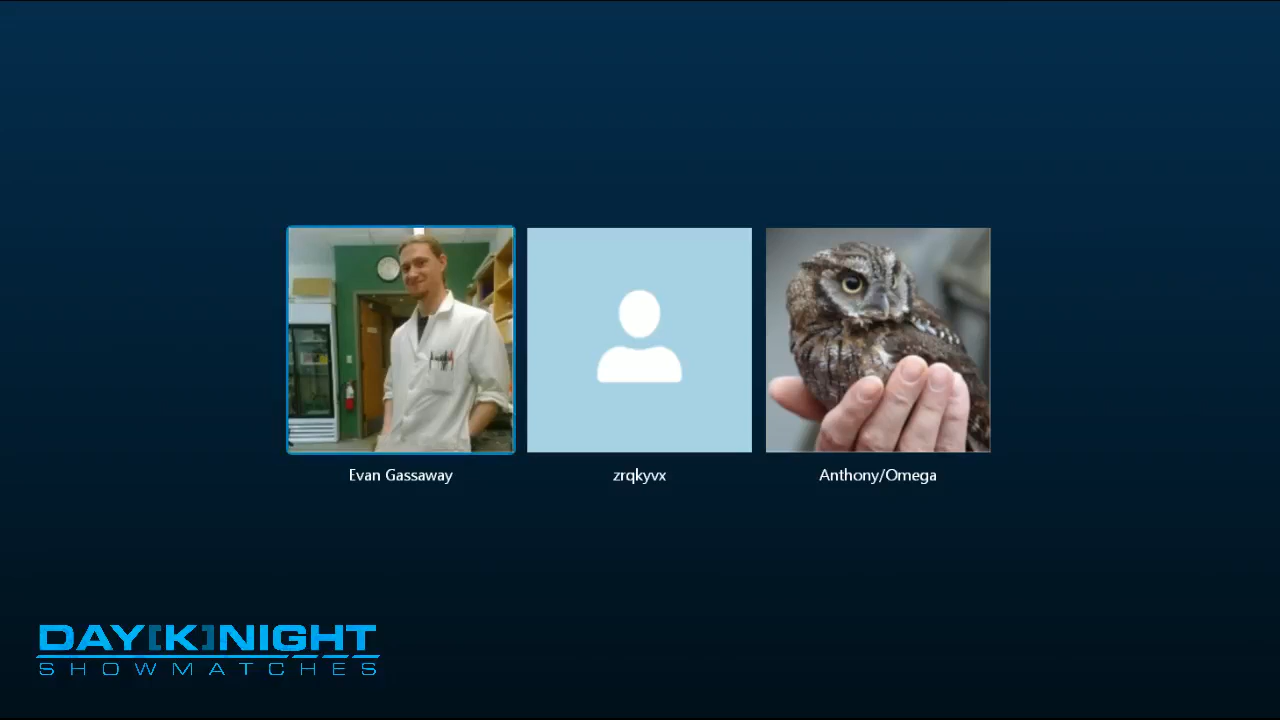 Evan Gassaway
zrqkyvx
Anthony/Omega
DAY[K]NIGHT
SHOWMATCHES